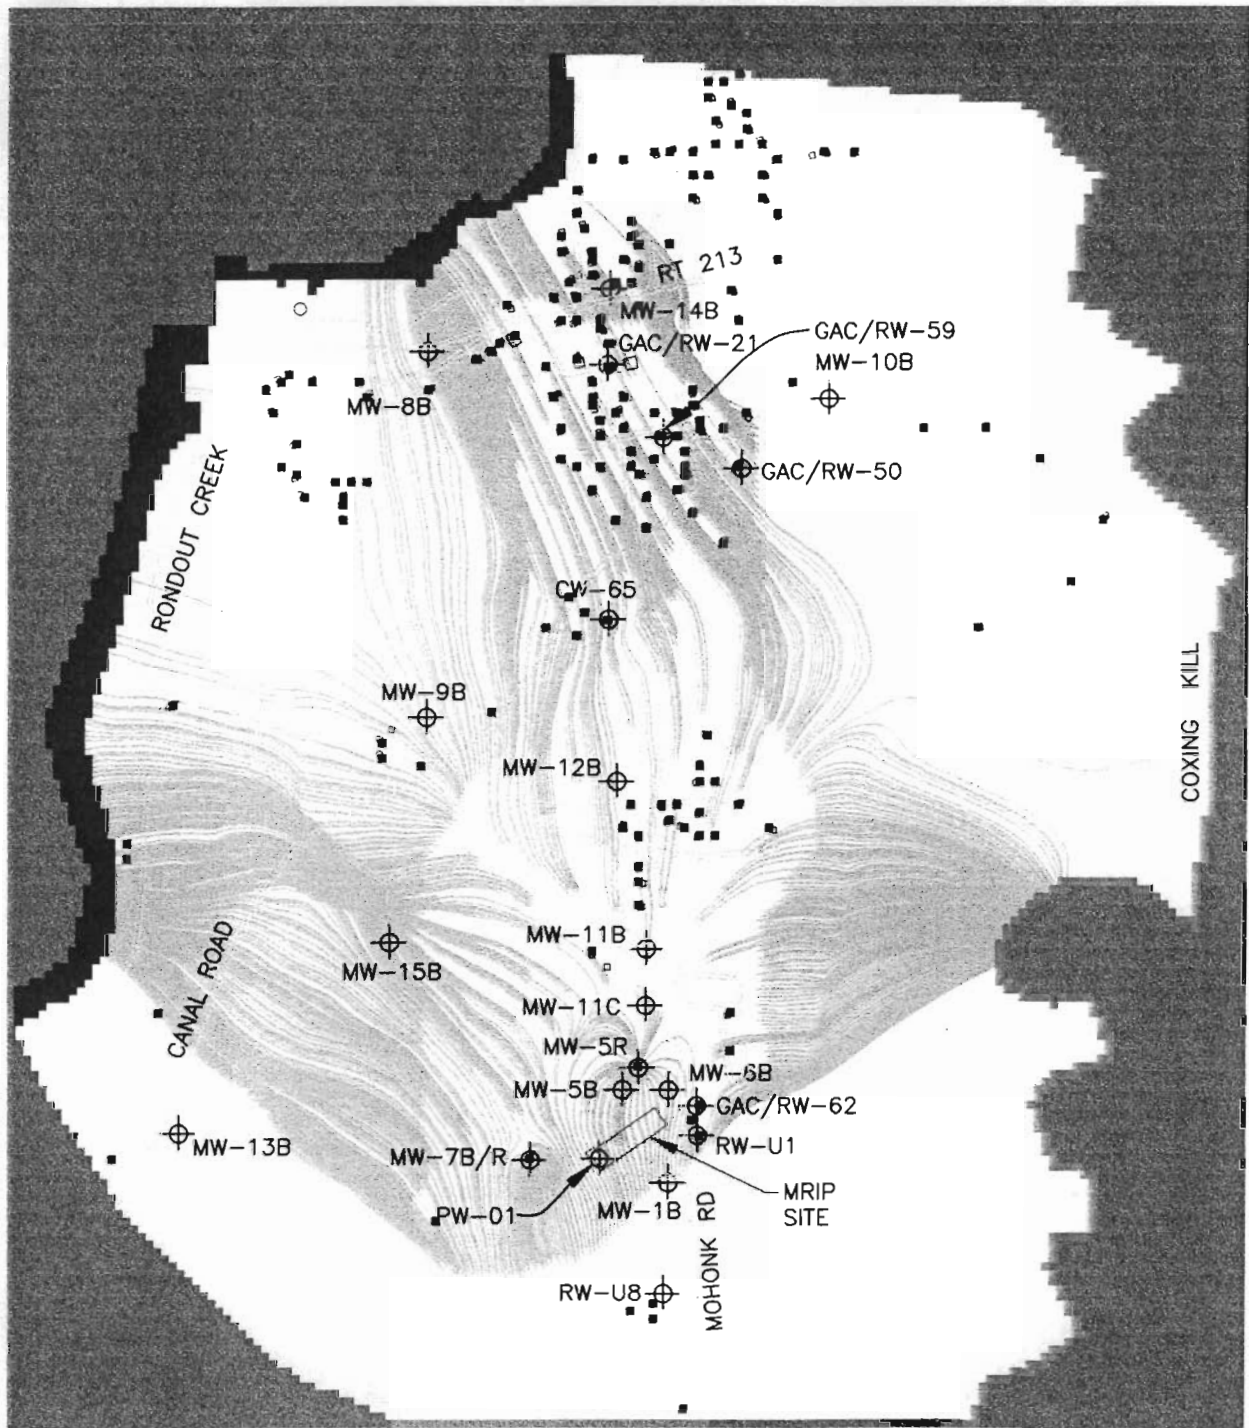 RT 213
MW-14B
GAC/RW-59
GAC/RW-21
MW-10B
MW-8B
GAC/RW-50
RONDOUT CREEK
CW-65
COXING KILL
MW-9B
MW-12B
MW-11B
CANAL ROAD
MW-15B
MW-11C
MW-5R
MW-6B
MW-5B
GAC/RW-62
MW-13B
RW-U1
MW-7B/R
MRIP
SITE
PW-01
MW-1B
MOHONK RD
RW-U8